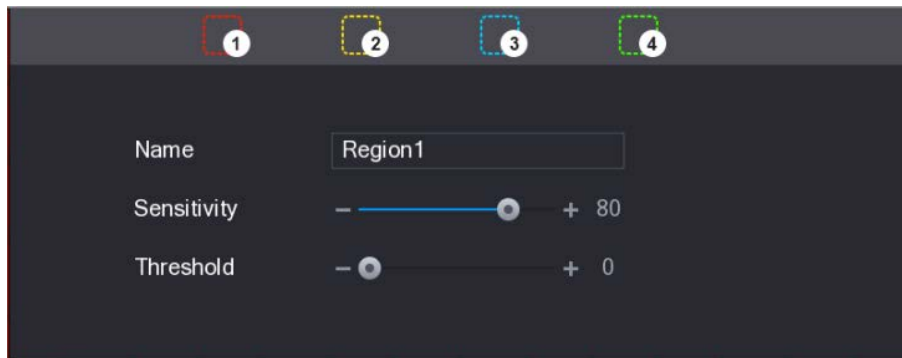 1 2 3 4
Name Region1
Sensitivity − + 80
Threshold − + 0